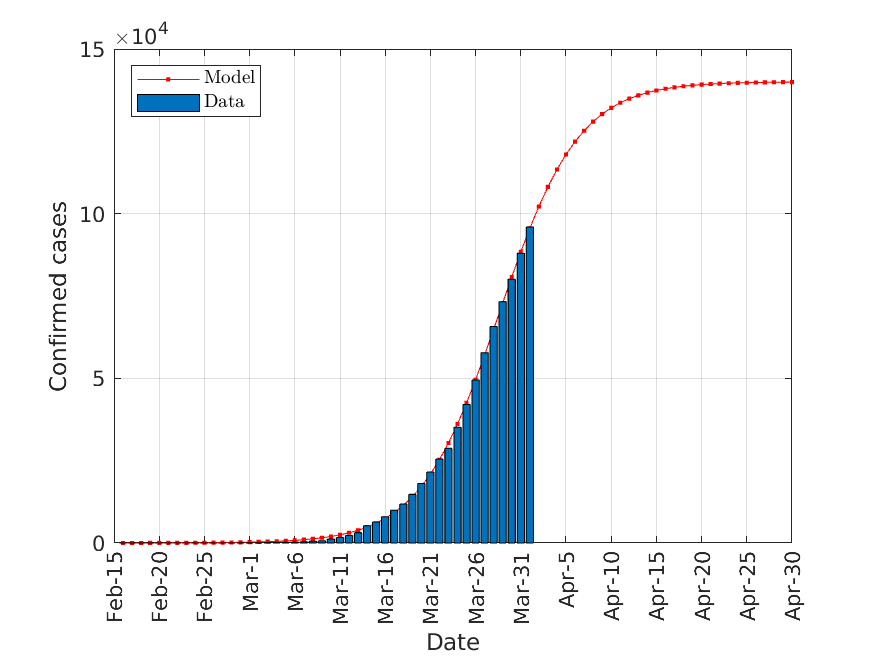 ×10⁴
15
10
5
0
Confirmed cases
Model
Data
Feb-15
Feb-20
Feb-25
Mar-1
Mar-6
Mar-11
Mar-16
Mar-21
Mar-26
Mar-31
Apr-5
Apr-10
Apr-15
Apr-20
Apr-25
Apr-30
Date